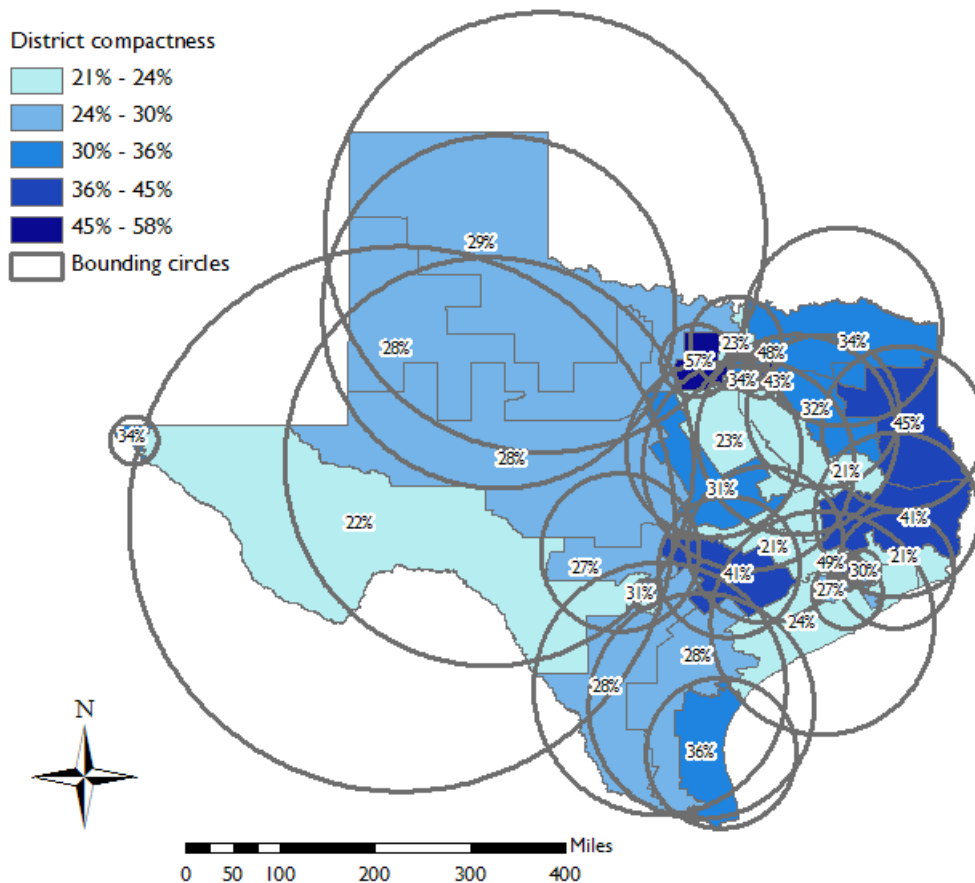 District compactness
21% - 24%
24% - 30%
30% - 36%
36% - 45%
45% - 58%
Bounding circles
29%
28%
23%
48%
34%
57%
34%
43%
32%
34%
45%
23%
28%
21%
31%
22%
41%
21%
49%
30%
21%
27%
41%
31%
27%
24%
28%
28%
36%
N
Miles
0 50 100 200 300 400